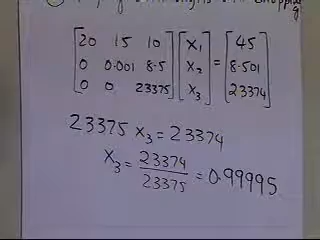 digits
[20 15 10] [x₁] = [45]
[0 0.001 8.5] [x₂] [8.501]
[0 0 23375] [x₃] [23374]
23375 x₃ = 23374
x₃ = 23374/23375 = 0.99995